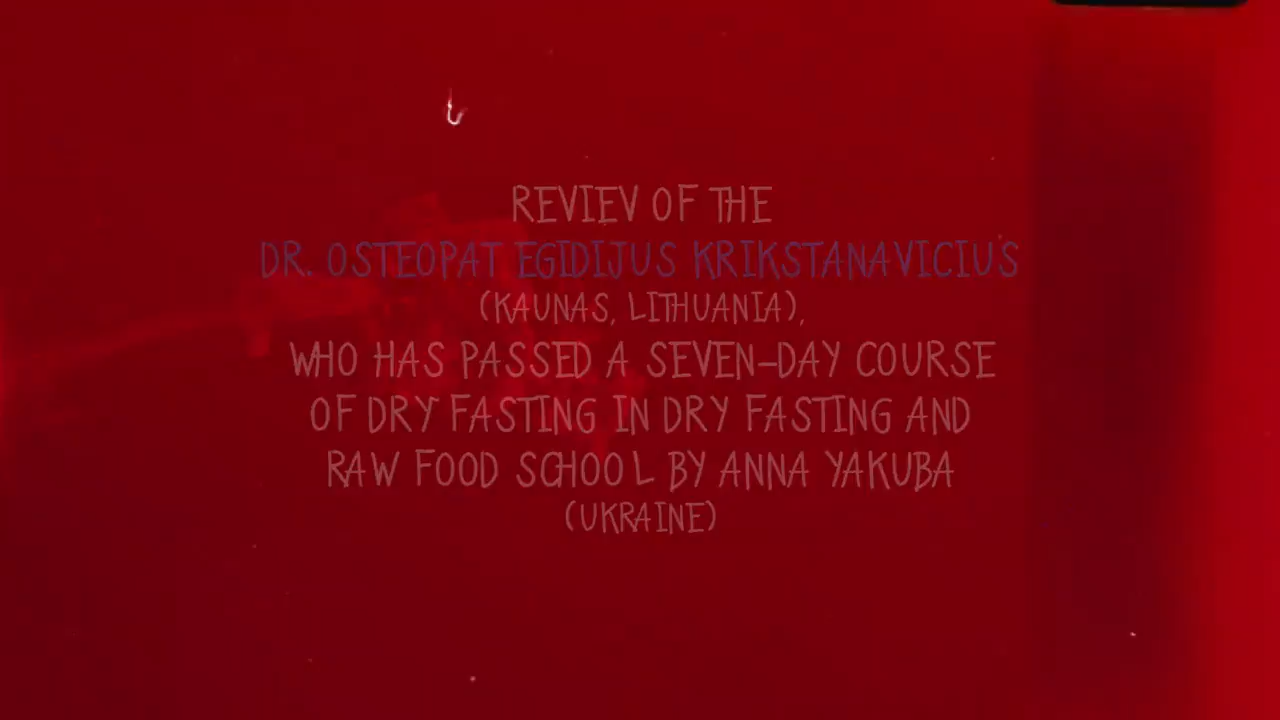 REVIEV OF THE
DR. OSTEOPAT EGIDIJUS KRIKSTANAVICIUS
(KAUNAS, LITHUANIA),
WHO HAS PASSED A SEVEN-DAY COURSE
OF DRY FASTING IN DRY FASTING AND
RAW FOOD SCHOOL BY ANNA YAKUBA
(UKRAINE)